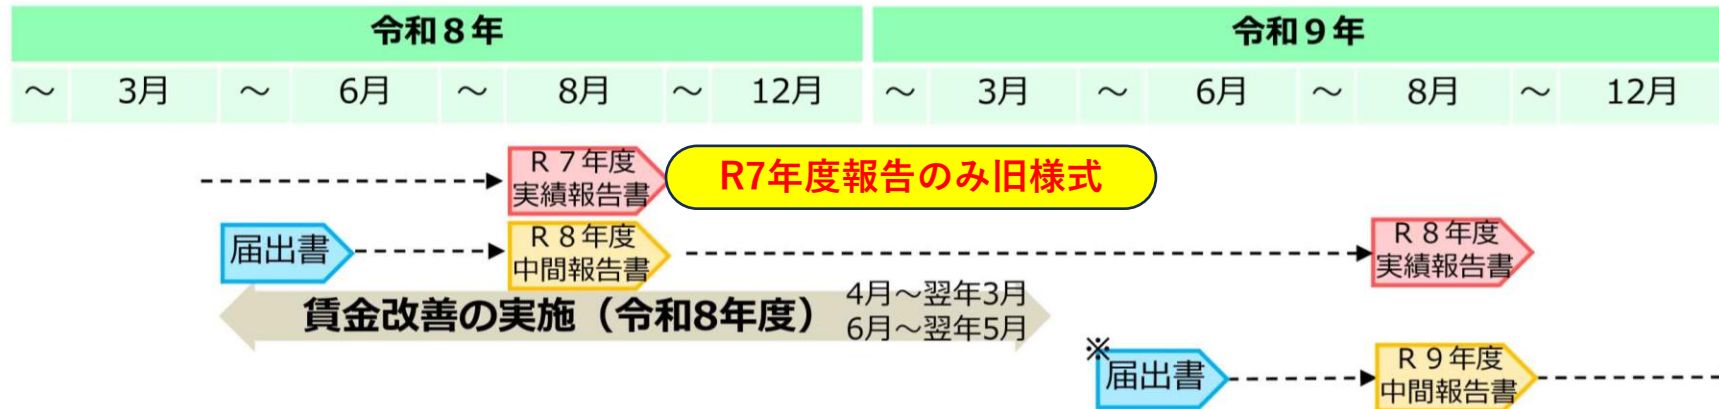 令和８年 令和９年
～ 3月 ～ 6月 ～ 8月 ～ 12月 ～ 3月 ～ 6月 ～ 8月 ～ 12月
Ｒ７年度
実績報告書
R7年度報告のみ旧様式
届出書
Ｒ８年度
中間報告書
Ｒ８年度
実績報告書
賃金改善の実施（令和8年度）
4月～翌年3月
6月～翌年5月
※
届出書
Ｒ９年度
中間報告書